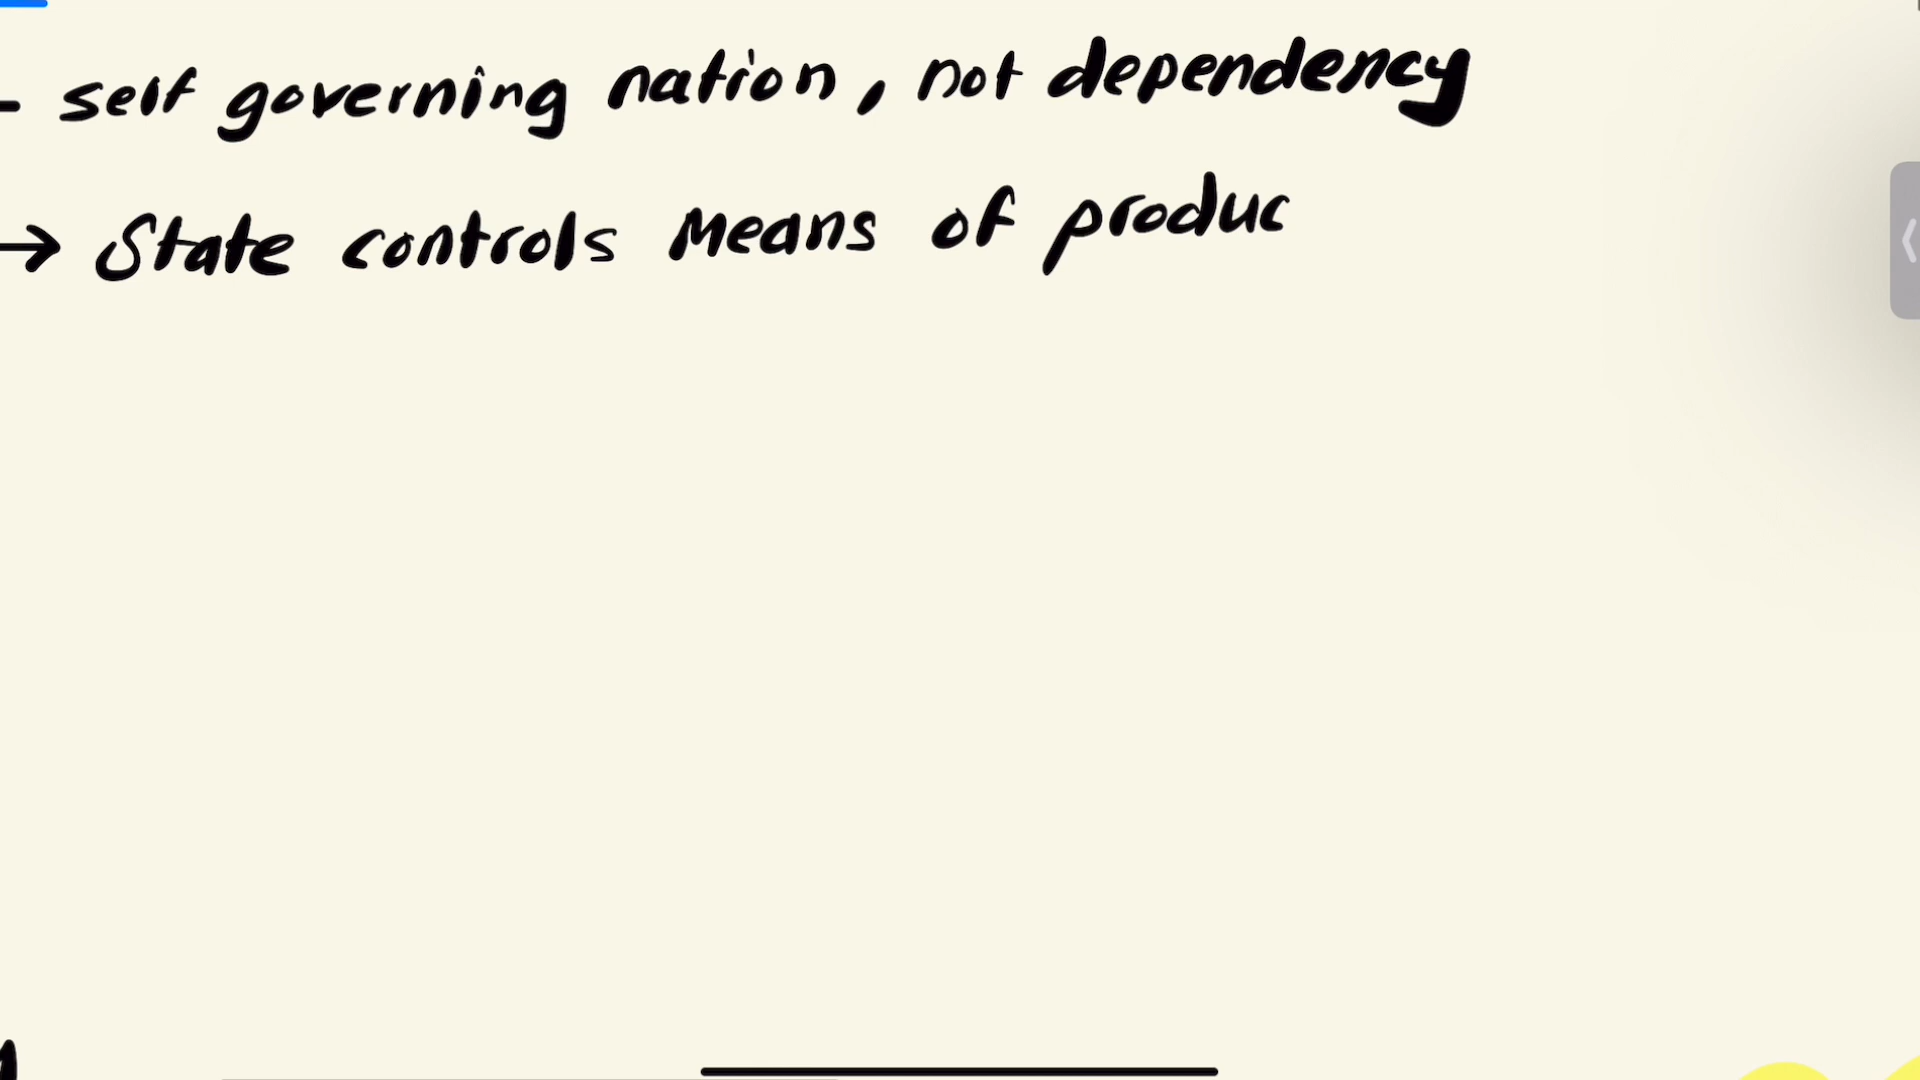 - self governing nation, not dependency
→ State controls means of produc